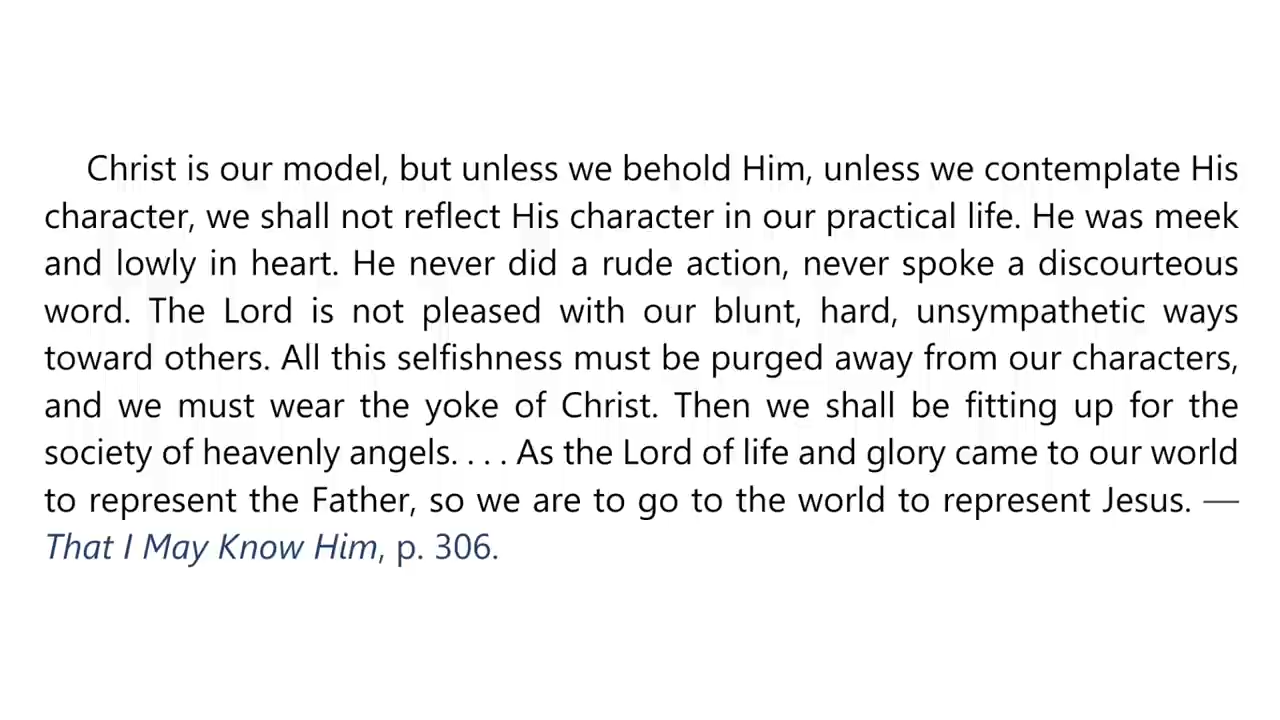 Christ is our model, but unless we behold Him, unless we contemplate His
character, we shall not reflect His character in our practical life. He was meek
and lowly in heart. He never did a rude action, never spoke a discourteous
word. The Lord is not pleased with our blunt, hard, unsympathetic ways
toward others. All this selfishness must be purged away from our characters,
and we must wear the yoke of Christ. Then we shall be fitting up for the
society of heavenly angels. . . . As the Lord of life and glory came to our world
to represent the Father, so we are to go to the world to represent Jesus. —
That I May Know Him, p. 306.